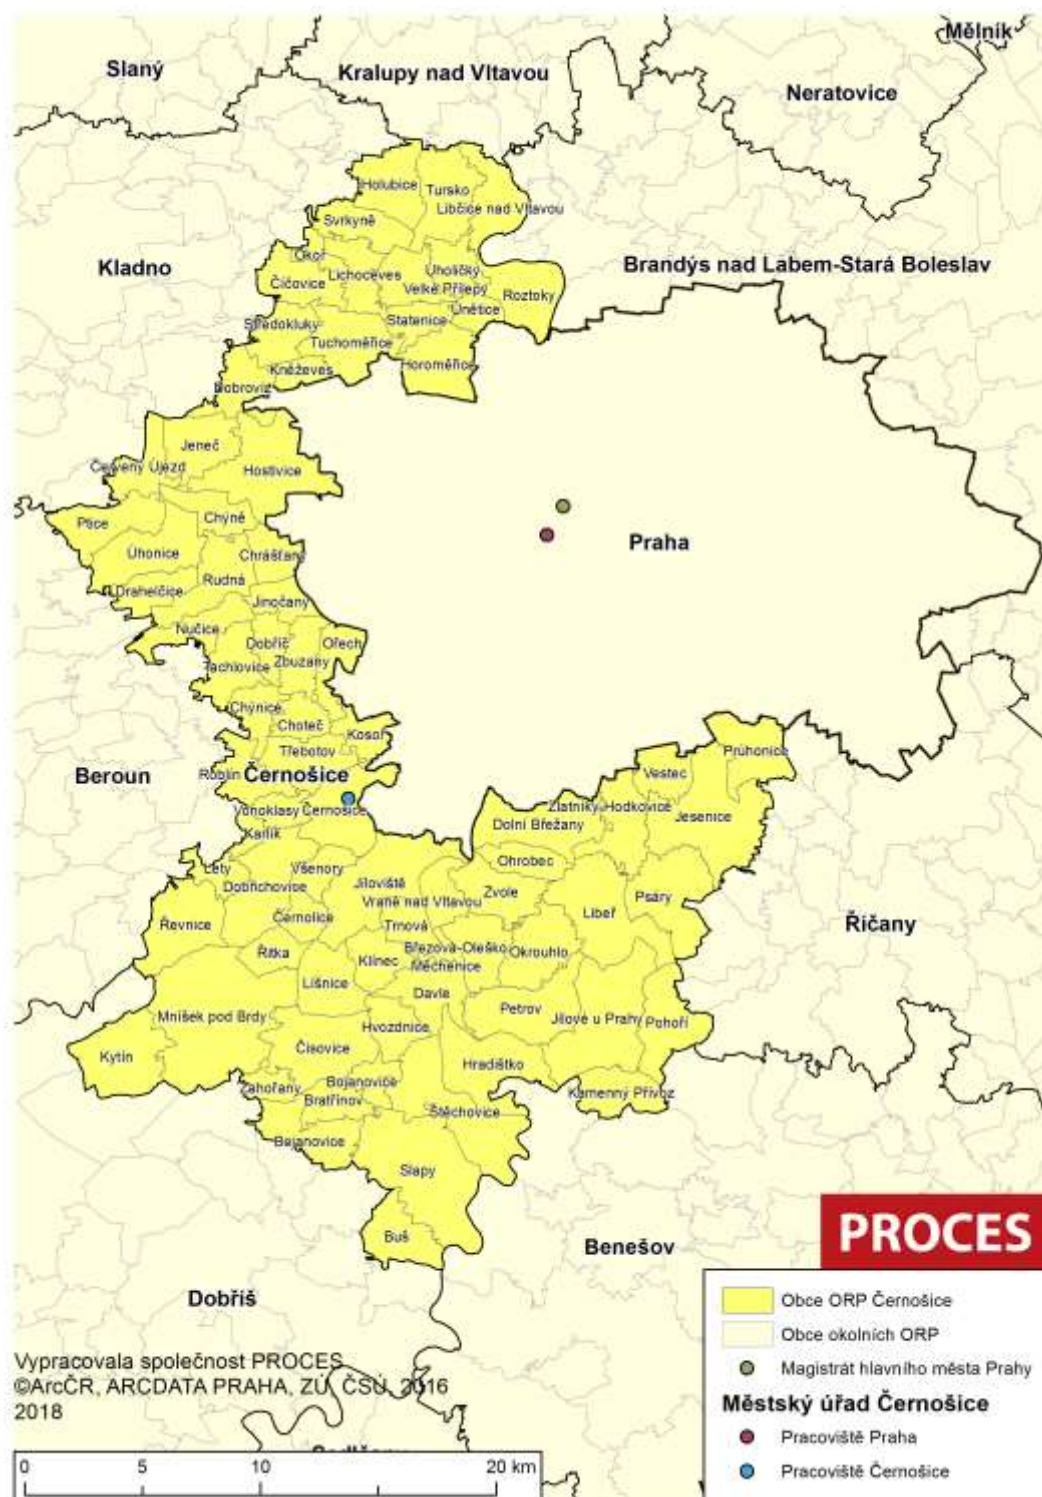 Mělník
Slaný
Kralupy nad Vltavou
Neratovice
Holubice
Tursko
Libčice nad Vltavou
Svrkyně
Kladno
Okoř
Brandýs nad Labem-Stará Boleslav
Číčovice
Lichoceves
Úholičky
Velké Přílepy
Roztoky
Únětice
Středokluky
Statenice
Tuchoměřice
Kněževes
Horoměřice
Dobrovíz
Jeneč
Červený Újezd
Hostivice
Ptice
Chýně
Praha
Úhonice
Chrášťany
Drahelčice
Rudná
Jinočany
Nučice
Dobříč
Ořech
Tachlovice
Zbuzany
Chýnice
Choteč
Kosoř
Třebotov
Průhonice
Beroun
Roblín
Černošice
Vestec
Vonoklasy
Černošice
Zlatníky-Hodkovice
Jesenice
Dolní Břežany
Karlík
Lety
Všenory
Ohrobec
Dobřichovice
Jíloviště
Zvole
Psáry
Vrané nad Vltavou
Libeř
Řevnice
Černolice
Trnová
Říčany
Řitka
Klínec
Březová-Oleško
Okrouhlo
Měchenice
Líšnice
Davle
Mníšek pod Brdy
Petrov
Jílové u Prahy
Pohoří
Hvozdnice
Kytín
Čisovice
Hradištko
Zahořany
Bojanovice
Bratřínov
Kamenný Přívoz
Štěchovice
Bojanovice
Slapy
Buš
Benešov
Dobříš
PROCES
Obce ORP Černošice
Obce okolních ORP
Magistrát hlavního města Prahy
Městský úřad Černošice
Pracoviště Praha
Pracoviště Černošice
Vypracovala společnost PROCES
©ArcČR, ARCDATA PRAHA, ZÚ, ČSÚ, 2016
2018
0 5 10 20 km